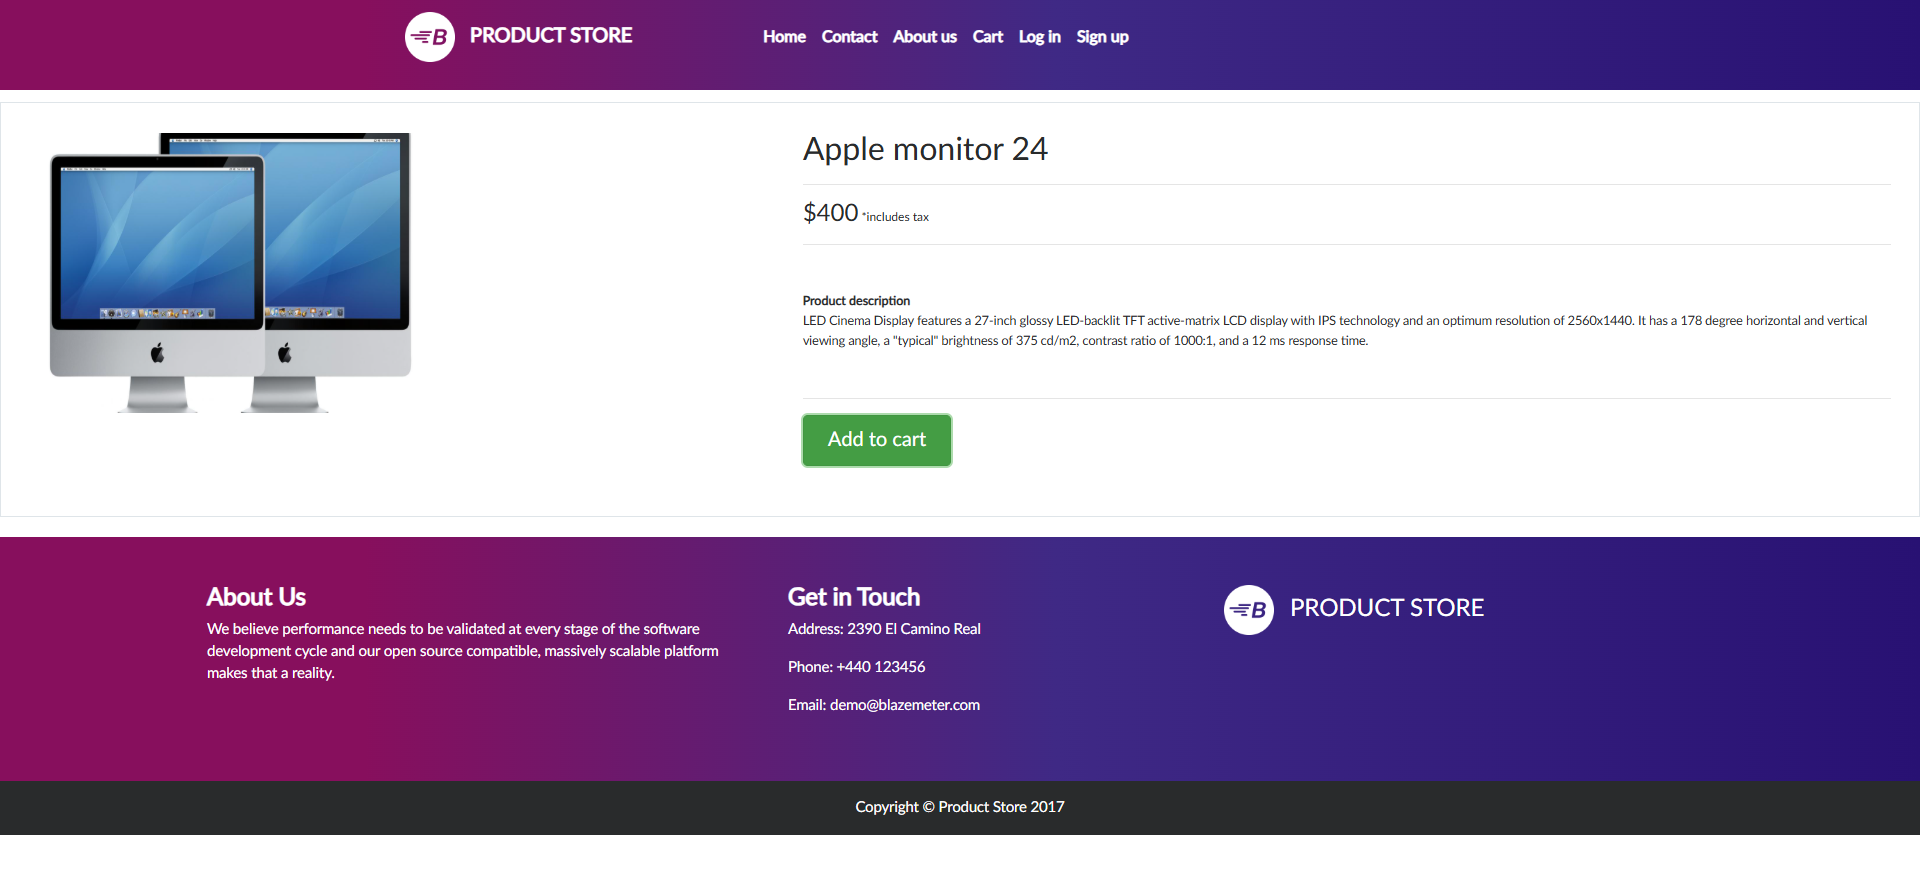 B PRODUCT STORE
Home Contact About us Cart Log in Sign up
Apple monitor 24
$400 *includes tax
Product description
LED Cinema Display features a 27-inch glossy LED-backlit TFT active-matrix LCD display with IPS technology and an optimum resolution of 2560x1440. It has a 178 degree horizontal and vertical
viewing angle, a "typical" brightness of 375 cd/m2, contrast ratio of 1000:1, and a 12 ms response time.
Add to cart
About Us
We believe performance needs to be validated at every stage of the software
development cycle and our open source compatible, massively scalable platform
makes that a reality.
Get in Touch
Address: 2390 El Camino Real
Phone: +440 123456
Email: demo@blazemeter.com
B PRODUCT STORE
Copyright © Product Store 2017